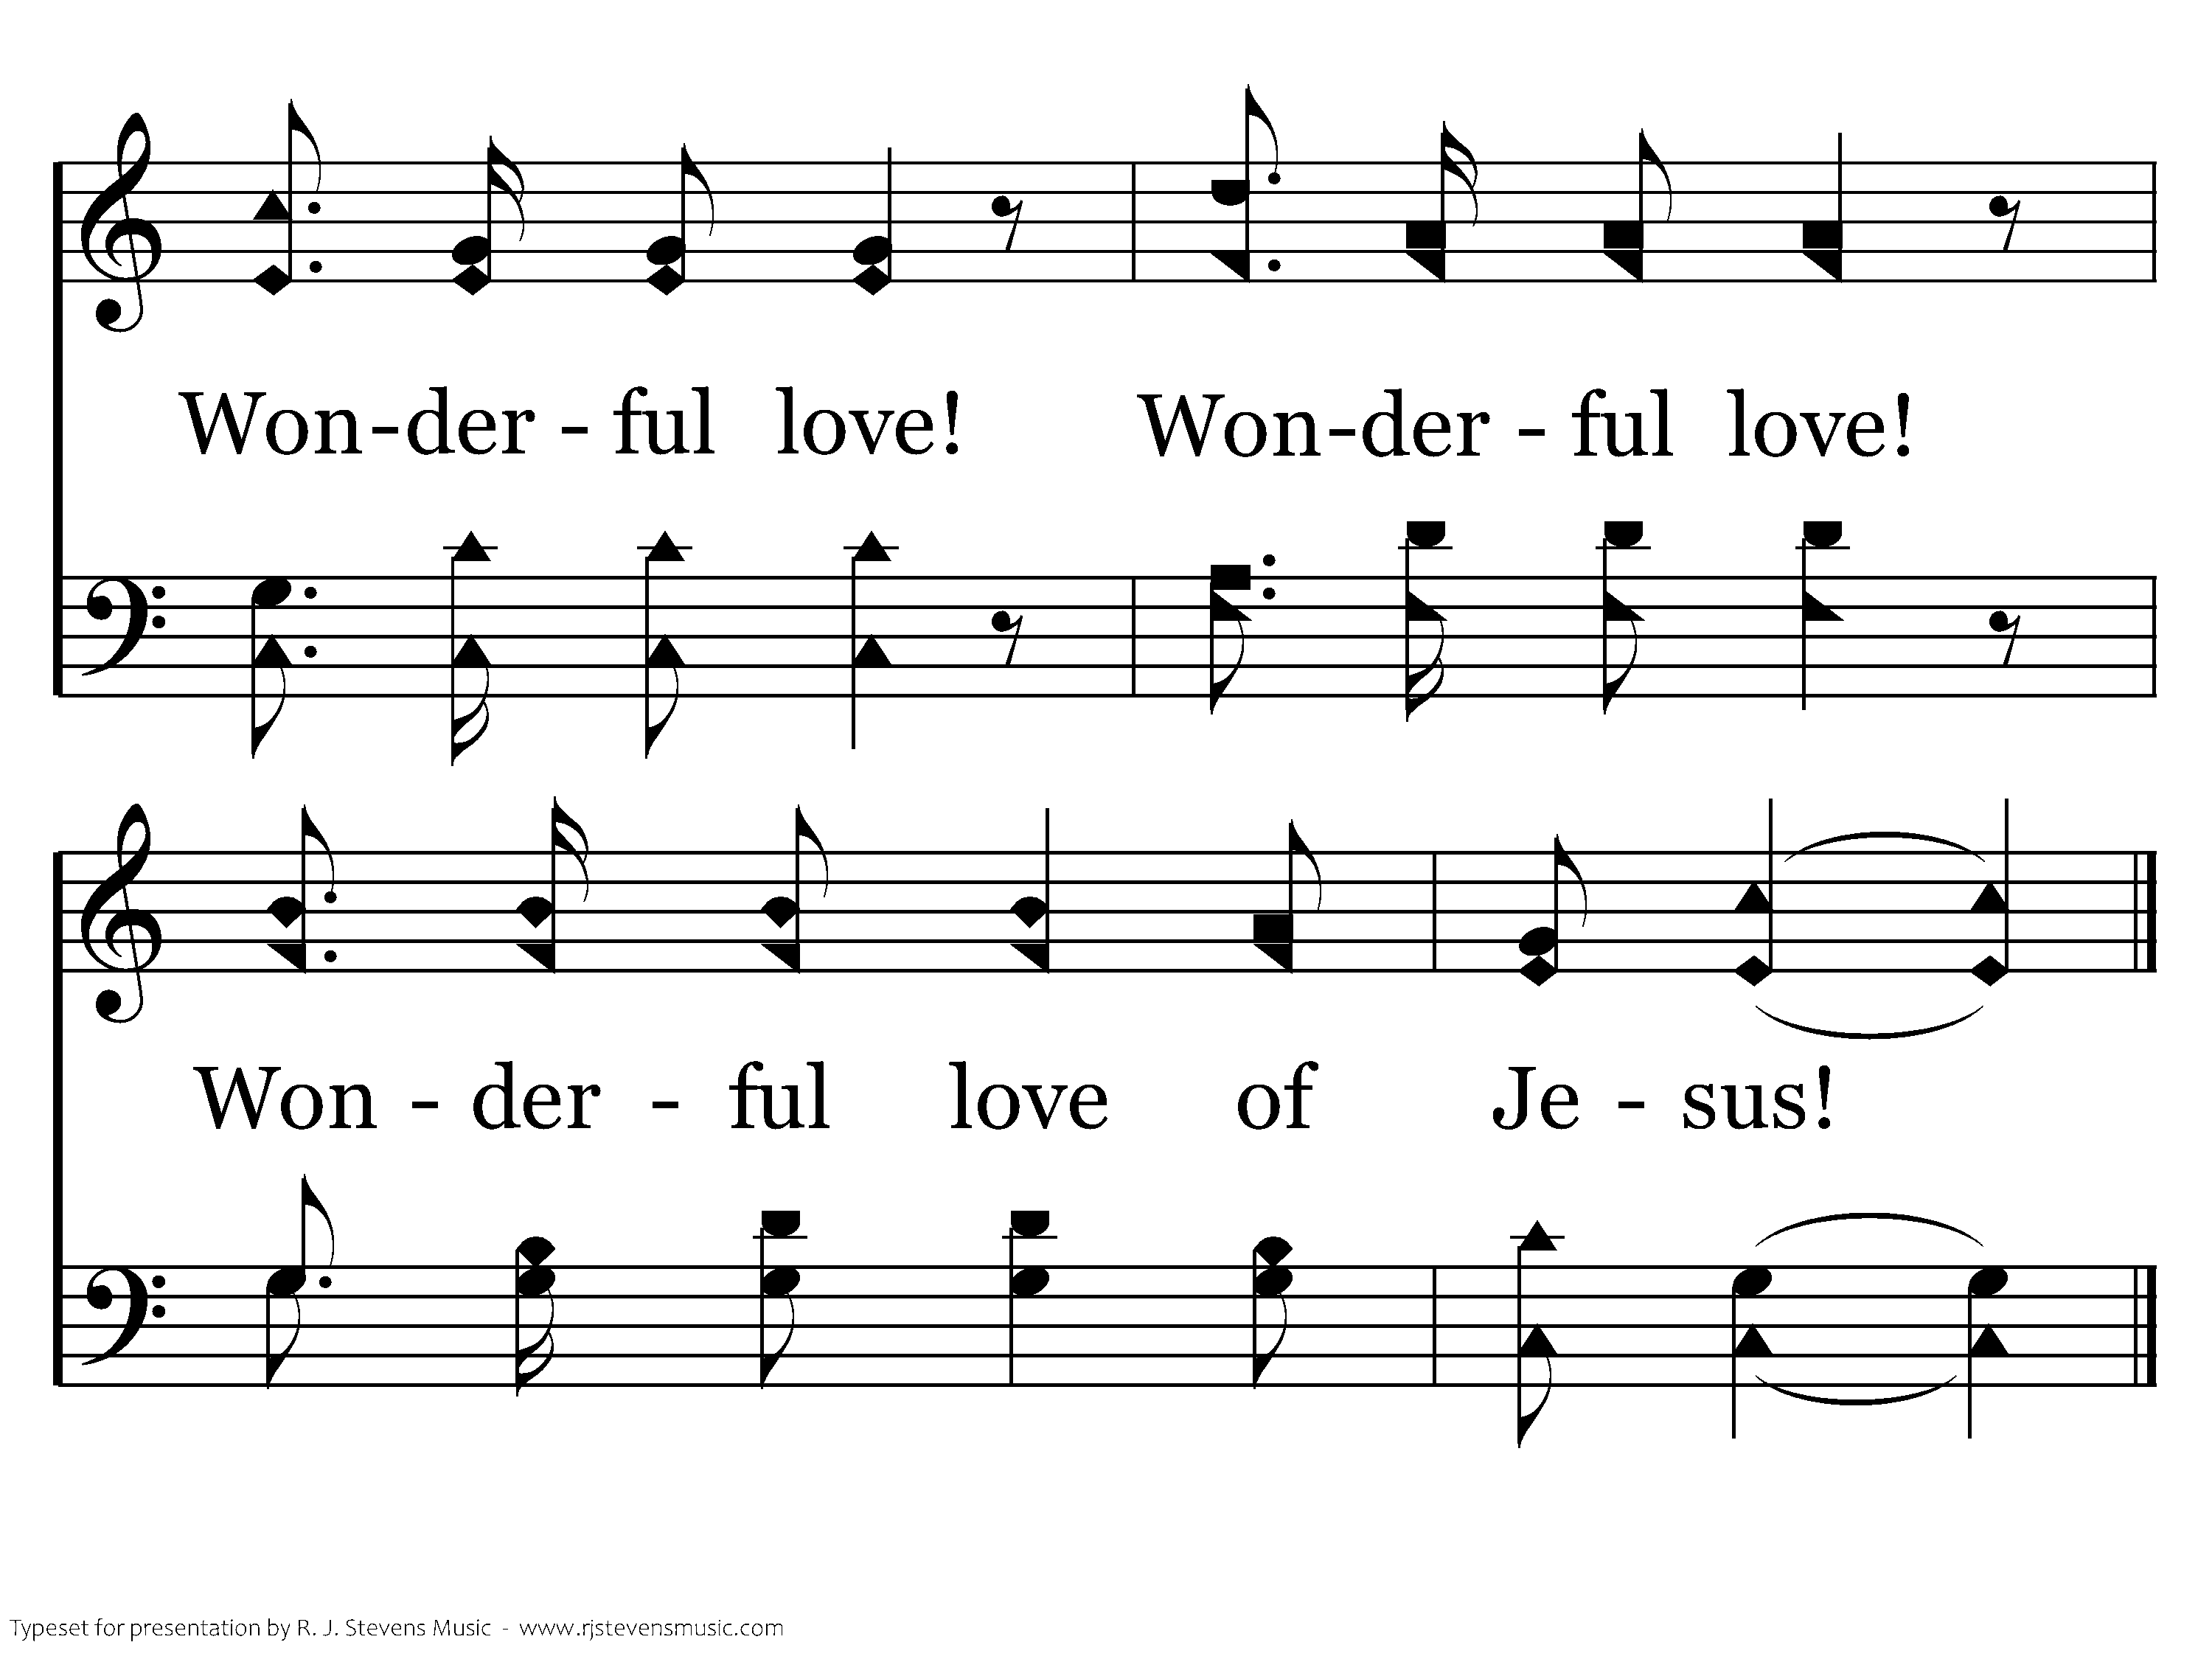 Won-der - ful love! Won-der - ful love!
Won - der - ful love of Je - sus!
Typeset for presentation by R. J. Stevens Music - www.rjstevensmusic.com